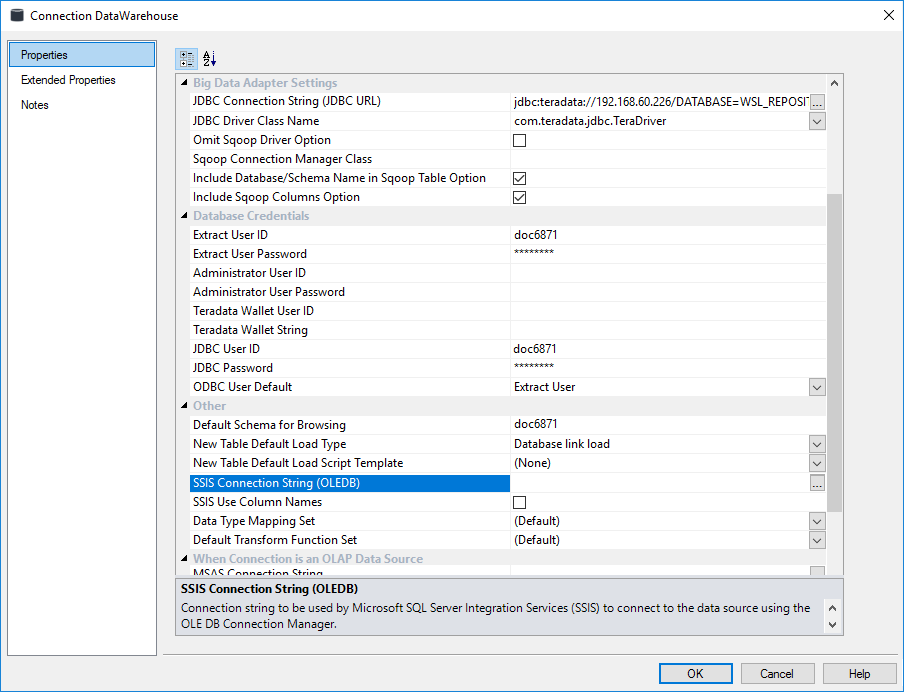 Connection DataWarehouse
Properties
Extended Properties
Notes
Big Data Adapter Settings
JDBC Connection String (JDBC URL) jdbc:teradata://192.168.60.226/DATABASE=WSL_REPOSIT ...
JDBC Driver Class Name com.teradata.jdbc.TeraDriver
Omit Sqoop Driver Option
Sqoop Connection Manager Class
Include Database/Schema Name in Sqoop Table Option
Include Sqoop Columns Option
Database Credentials
Extract User ID doc6871
Extract User Password ********
Administrator User ID
Administrator User Password
Teradata Wallet User ID
Teradata Wallet String
JDBC User ID doc6871
JDBC Password ********
ODBC User Default Extract User
Other
Default Schema for Browsing doc6871
New Table Default Load Type Database link load
New Table Default Load Script Template (None)
SSIS Connection String (OLEDB) ...
SSIS Use Column Names
Data Type Mapping Set (Default)
Default Transform Function Set (Default)
When Connection is an OLAP Data Source
MSAS Connection String
SSIS Connection String (OLEDB)
Connection string to be used by Microsoft SQL Server Integration Services (SSIS) to connect to the data source using the
OLE DB Connection Manager.
OK Cancel Help